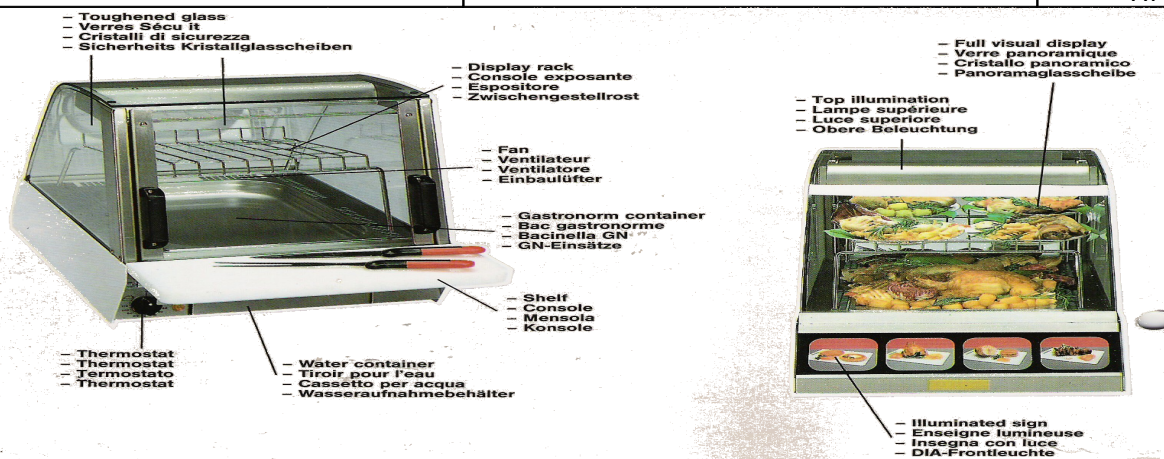 – Toughened glass
– Verres Sécu it
– Cristalli di sicurezza
– Sicherheits Kristallglasscheiben
– Display rack
– Console exposante
– Espositore
– Zwischengestellrost
– Fan
– Ventilateur
– Ventilatore
– Einbaulüfter
– Gastronorm container
– Bac gastronorme
– Bacinella GN
– GN-Einsätze
– Shelf
– Console
– Mensola
– Konsole
– Thermostat
– Thermostat
– Termostato
– Thermostat
– Water container
– Tiroir pour l'eau
– Cassetto per acqua
– Wasseraufnahmebehälter
– Full visual display
– Verre panoramique
– Cristallo panoramico
– Panoramaglasscheibe
– Top illumination
– Lampe supérieure
– Luce superiore
– Obere Beleuchtung
– Illuminated sign
– Enseigne lumineuse
– Insegna con luce
– DIA-Frontleuchte